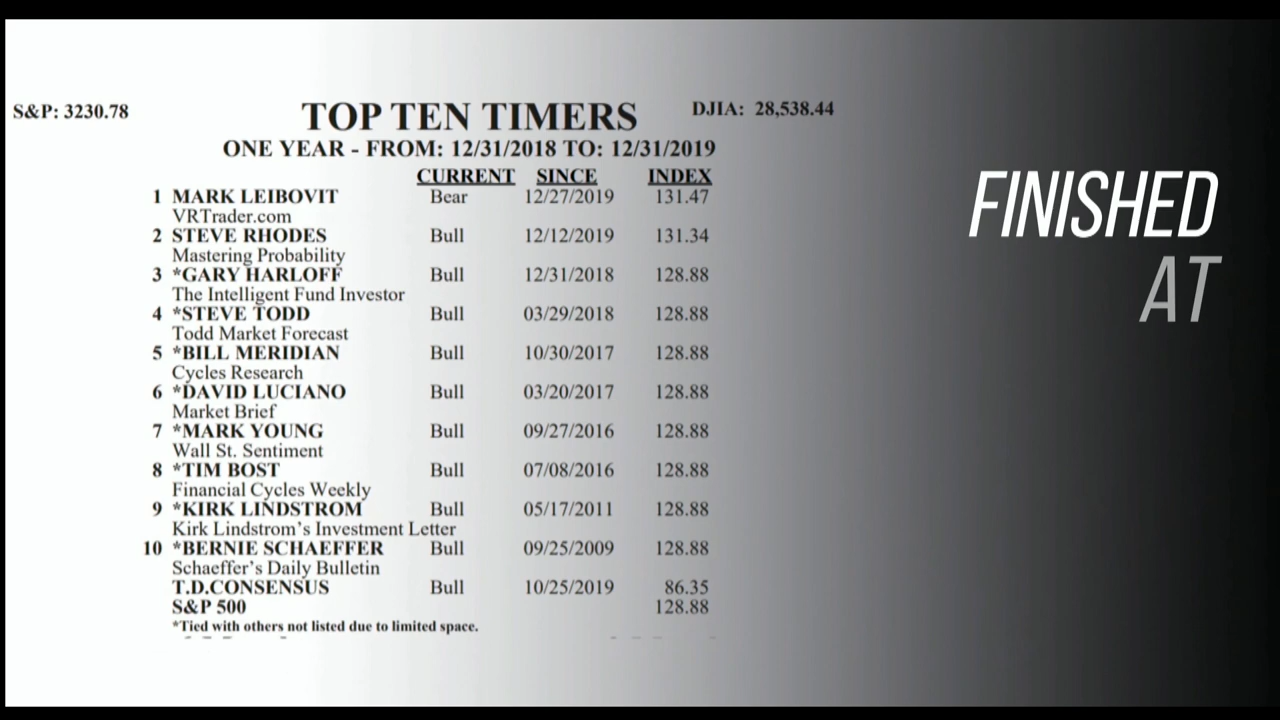 S&P: 3230.78 TOP TEN TIMERS DJIA: 28,538.44
ONE YEAR - FROM: 12/31/2018 TO: 12/31/2019
CURRENT SINCE INDEX
1 MARK LEIBOVIT Bear 12/27/2019 131.47
VRTrader.com
2 STEVE RHODES Bull 12/12/2019 131.34
Mastering Probability
3 *GARY HARLOFF Bull 12/31/2018 128.88
The Intelligent Fund Investor
4 *STEVE TODD Bull 03/29/2018 128.88
Todd Market Forecast
5 *BILL MERIDIAN Bull 10/30/2017 128.88
Cycles Research
6 *DAVID LUCIANO Bull 03/20/2017 128.88
Market Brief
7 *MARK YOUNG Bull 09/27/2016 128.88
Wall St. Sentiment
8 *TIM BOST Bull 07/08/2016 128.88
Financial Cycles Weekly
9 *KIRK LINDSTROM Bull 05/17/2011 128.88
Kirk Lindstrom's Investment Letter
10 *BERNIE SCHAEFFER Bull 09/25/2009 128.88
Schaeffer's Daily Bulletin
T.D.CONSENSUS Bull 10/25/2019 86.35
S&P 500 128.88
*Tied with others not listed due to limited space.
FINISHED
AT